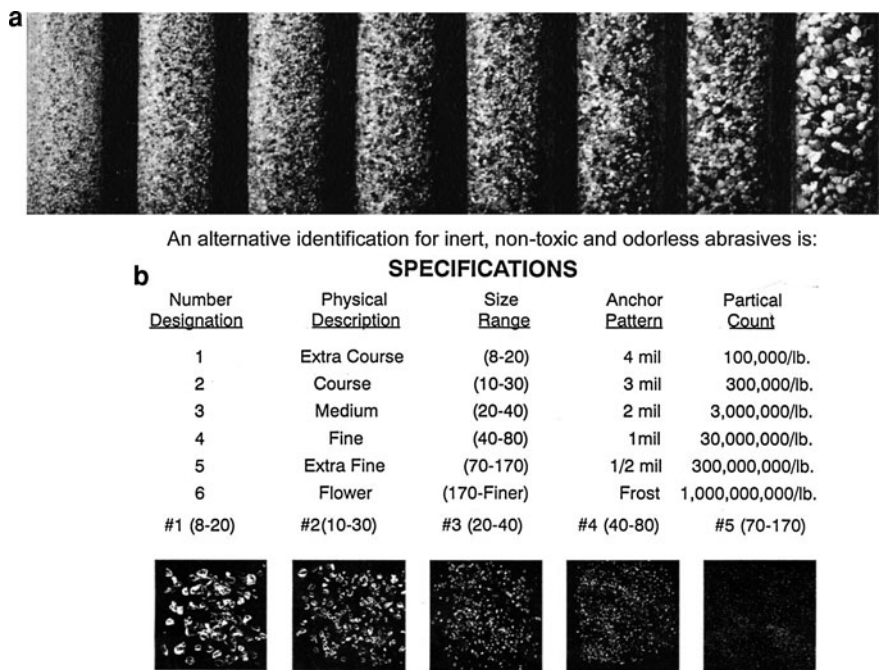 a
An alternative identification for inert, non-toxic and odorless abrasives is:
b
SPECIFICATIONS
Number Designation Physical Description Size Range Anchor Pattern Partical Count
1 Extra Course (8-20) 4 mil 100,000/lb.
2 Course (10-30) 3 mil 300,000/lb.
3 Medium (20-40) 2 mil 3,000,000/lb.
4 Fine (40-80) 1mil 30,000,000/lb.
5 Extra Fine (70-170) 1/2 mil 300,000,000/lb.
6 Flower (170-Finer) Frost 1,000,000,000/lb.
#1 (8-20) #2(10-30) #3 (20-40) #4 (40-80) #5 (70-170)